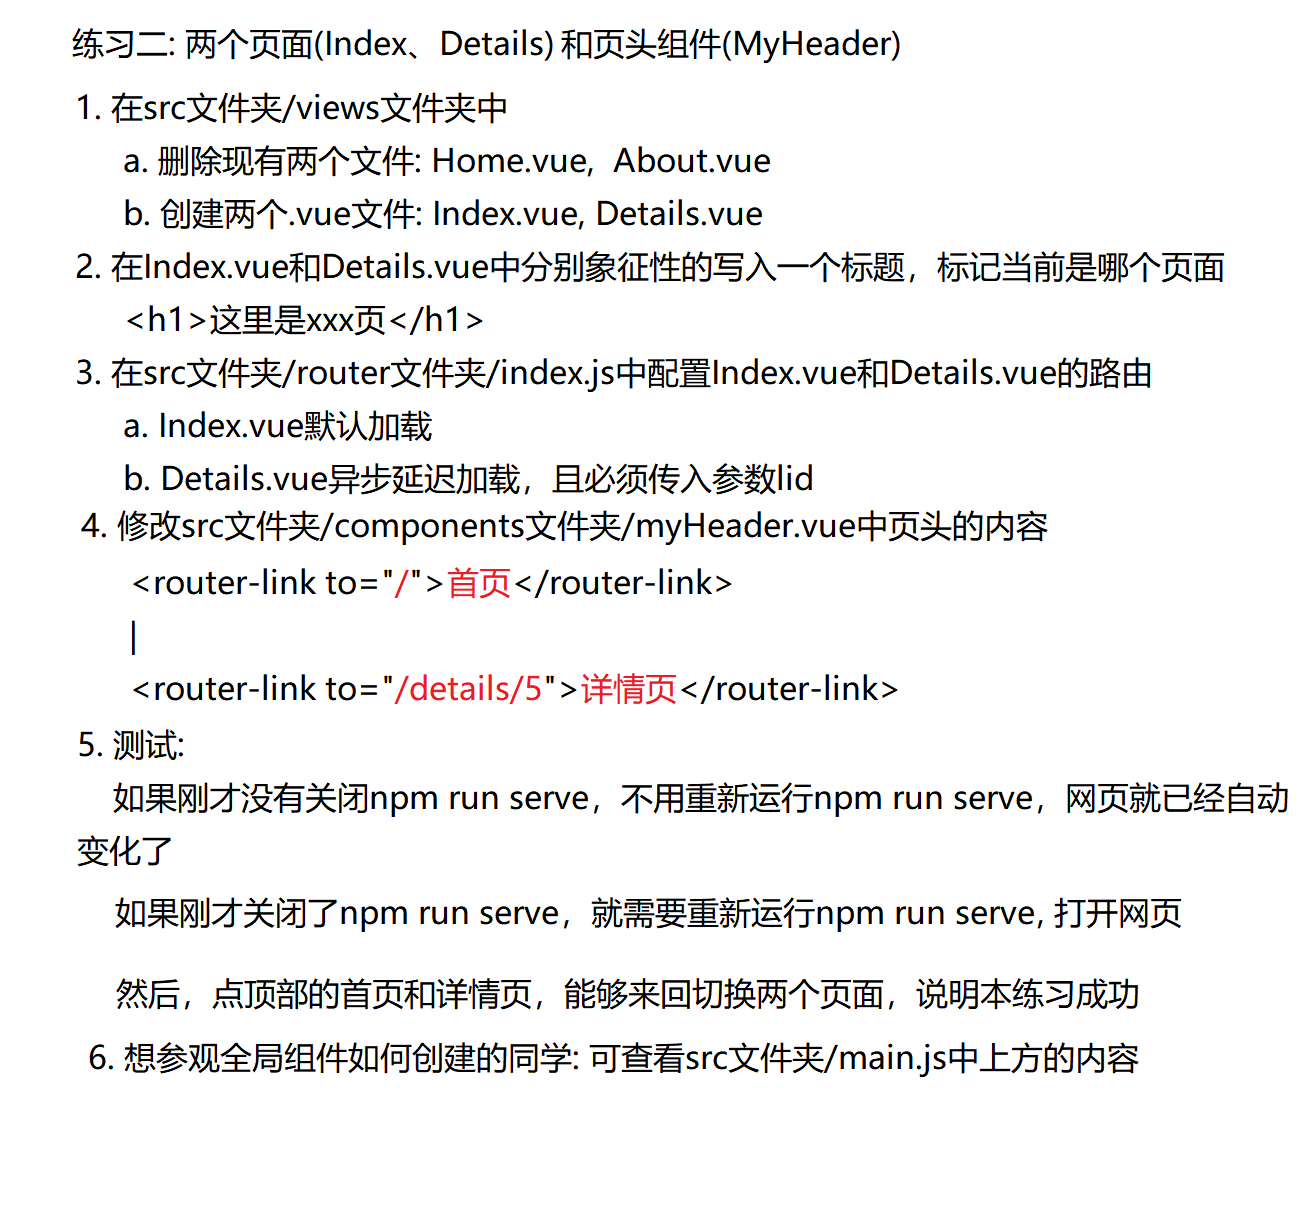 练习二: 两个页面(Index、Details) 和页头组件(MyHeader)
1. 在src文件夹/views文件夹中
a. 删除现有两个文件: Home.vue,  About.vue
b. 创建两个.vue文件: Index.vue, Details.vue
2. 在Index.vue和Details.vue中分别象征性的写入一个标题，标记当前是哪个页面
<h1>这里是xxx页</h1>
3. 在src文件夹/router文件夹/index.js中配置Index.vue和Details.vue的路由
a. Index.vue默认加载
b. Details.vue异步延迟加载，且必须传入参数lid
4. 修改src文件夹/components文件夹/myHeader.vue中页头的内容
<router-link to="/">首页</router-link>
|
<router-link to="/details/5">详情页</router-link>
5. 测试:
如果刚才没有关闭npm run serve，不用重新运行npm run serve，网页就已经自动
变化了
如果刚才关闭了npm run serve，就需要重新运行npm run serve, 打开网页
然后，点顶部的首页和详情页，能够来回切换两个页面，说明本练习成功
6. 想参观全局组件如何创建的同学: 可查看src文件夹/main.js中上方的内容